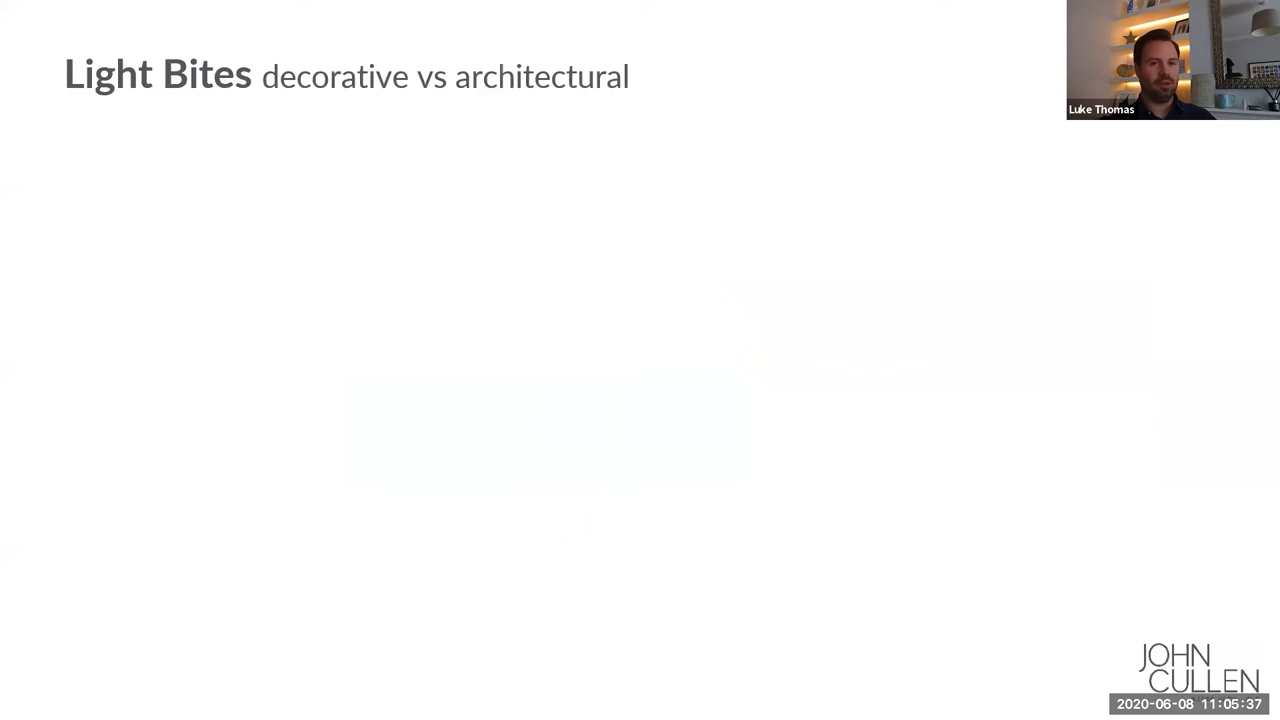 Light Bites decorative vs architectural
Luke Thomas
JOHN
CULLEN
2020-06-08 11:05:37